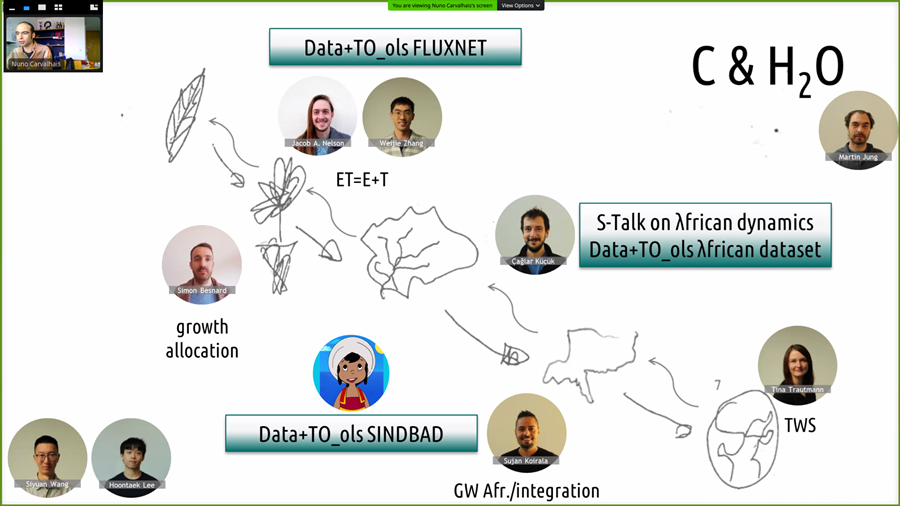 You are viewing Nuno Carvalhais's screen
View Options
Nuno Carvalhais
Data+TO_ols FLUXNET
C & H2O
Jacob A. Nelson
Weijie Zhang
Martin Jung
ET=E+T
S-Talk on λfrican dynamics
Data+TO_ols λfrican dataset
Çağlar Küçük
Simon Besnard
growth
allocation
Tina Trautmann
TWS
Data+TO_ols SINDBAD
Sujan Koirala
GW Afr./integration
Siyuan Wang
Hoontaek Lee